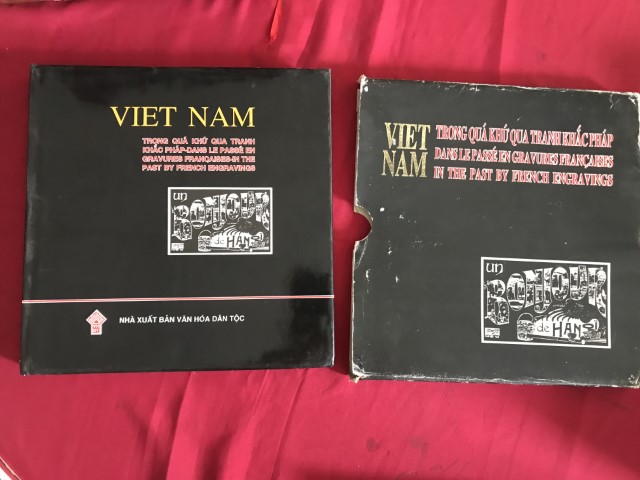 VIET NAM
TRONG QUÁ KHỨ QUA TRANH
KHẮC PHÁP-DANS LE PASSÉ EN
GRAVURES FRANÇAISES-IN THE
PAST BY FRENCH ENGRAVINGS
un
BONJOUR
de HANOI
NHÀ XUẤT BẢN VĂN HÓA DÂN TỘC
VIET
NAM
TRONG QUÁ KHỨ QUA TRANH KHẮC PHÁP
DANS LE PASSÉ EN GRAVURES FRANÇAISES
IN THE PAST BY FRENCH ENGRAVINGS
un
BONJOUR
de HANOI